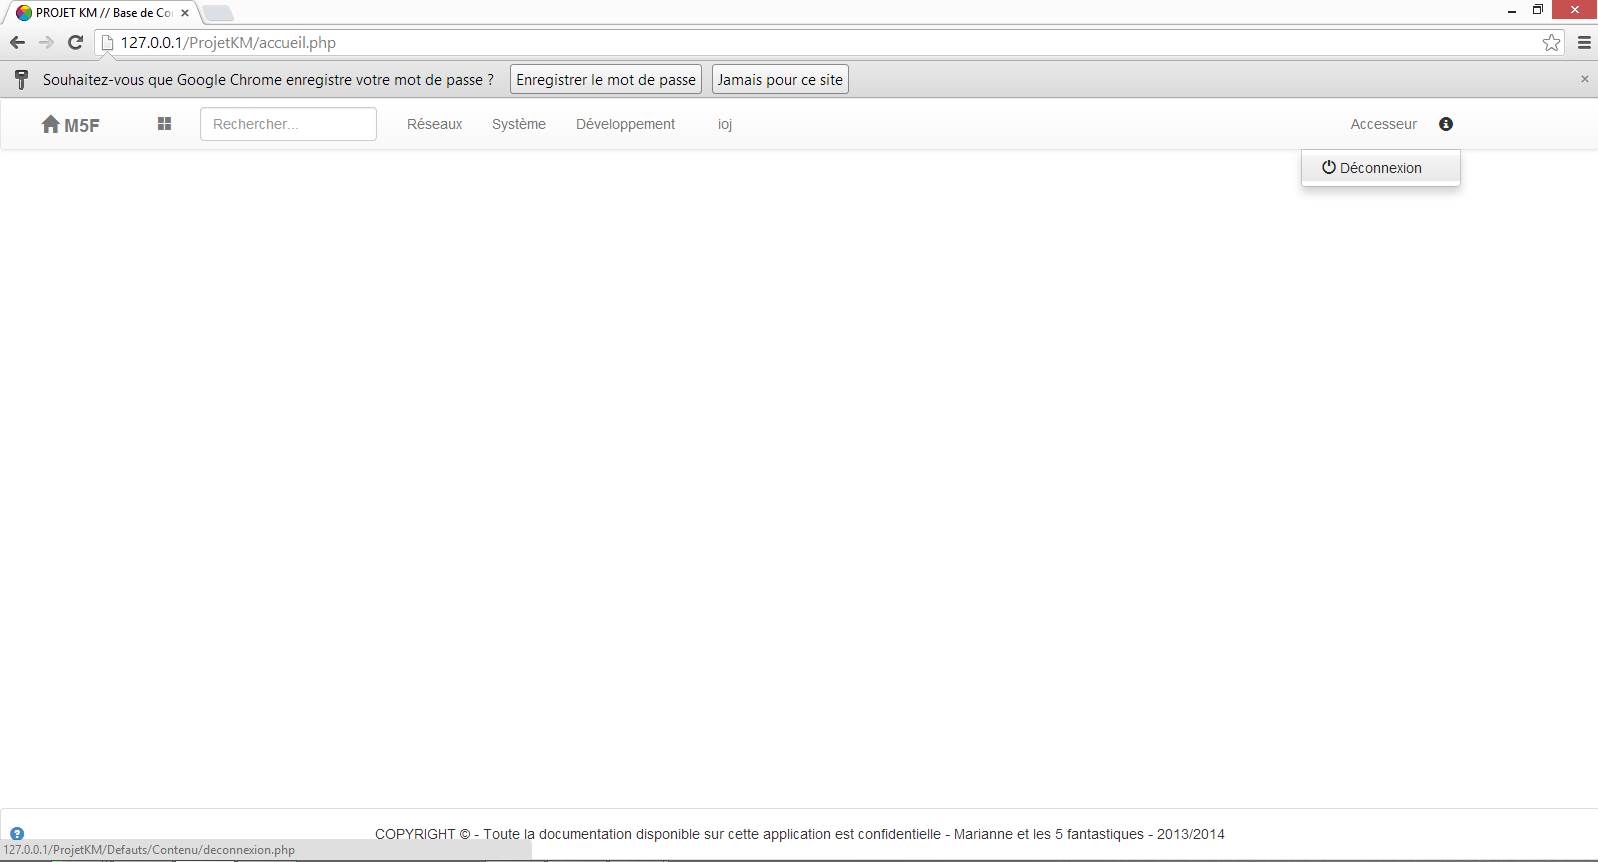 PROJET KM // Base de Co
127.0.0.1/ProjetKM/accueil.php
Souhaitez-vous que Google Chrome enregistre votre mot de passe ? Enregistrer le mot de passe Jamais pour ce site
M5F Rechercher... Réseaux Système Développement ioj Accesseur
Déconnexion
COPYRIGHT © - Toute la documentation disponible sur cette application est confidentielle - Marianne et les 5 fantastiques - 2013/2014
127.0.0.1/ProjetKM/Defauts/Contenu/deconnexion.php